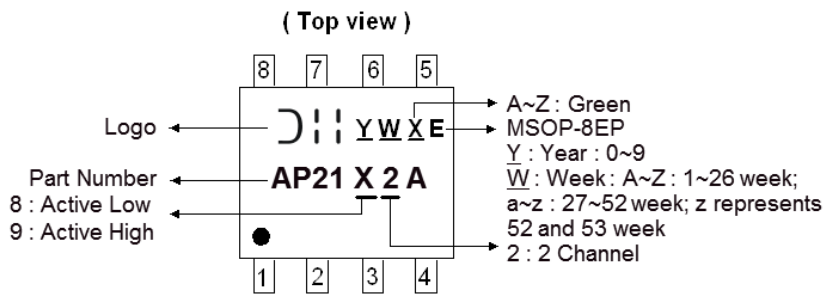 ( Top view )
8 7 6 5
Logo
Y W X E
A~Z : Green
MSOP-8EP
Y : Year : 0~9
W : Week : A~Z : 1~26 week;
a~z : 27~52 week; z represents
52 and 53 week
2 : 2 Channel
Part Number
AP21 X 2 A
8 : Active Low
9 : Active High
1 2 3 4